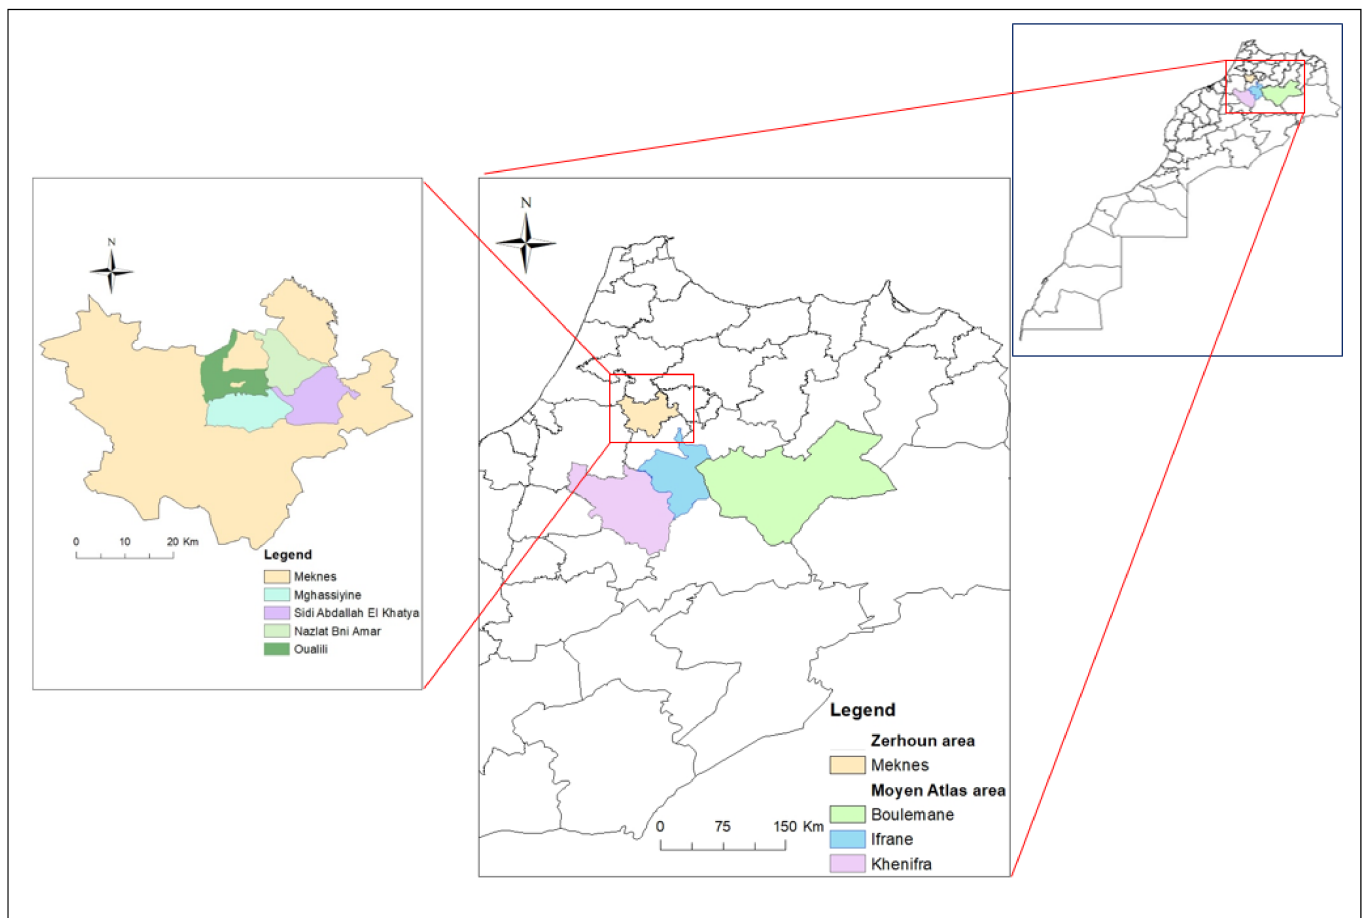 N
0 10 20 Km
Legend
Meknes
Mghassiyine
Sidi Abdallah El Khatya
Nazlat Bni Amar
Oualili
N
Legend
Zerhoun area
Meknes
Moyen Atlas area
Boulemane
Ifrane
Khenifra
0 75 150 Km